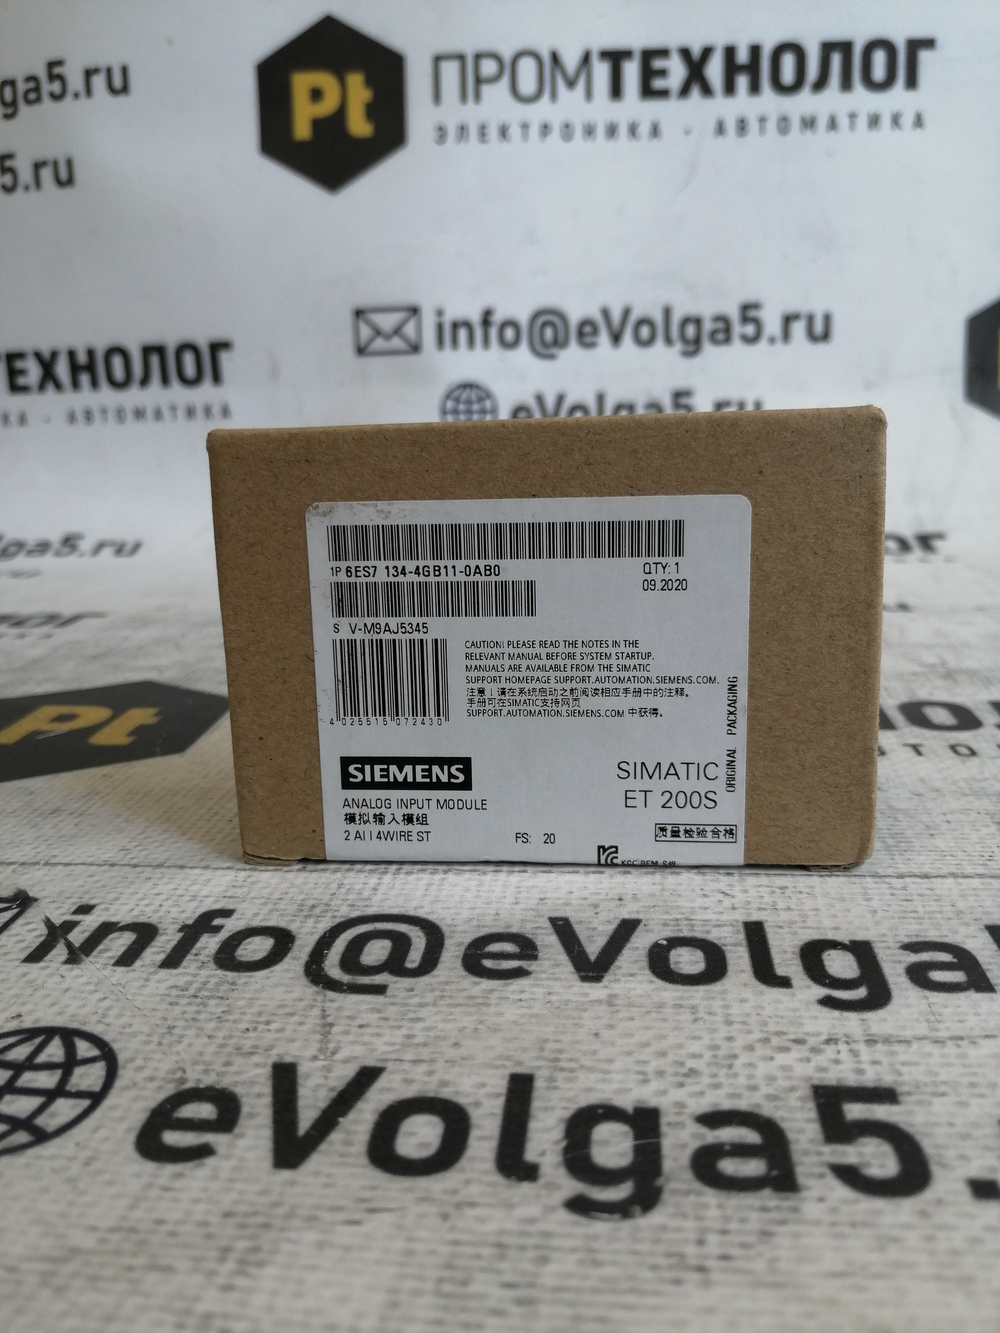 ga5.ru
5.ru
Pt
ПРОМТЕХНОЛОГ
ЭЛЕКТРОНИКА - АВТОМАТИКА
ТЕХНОЛОГ
КА - АВТОМАТИКА
info@eVolga5.ru
eVolga5.ru
ga5.ru
1P 6ES7 134-4GB11-0AB0
QTY: 1
09.2020
S V-M9AJ5345
CAUTION! PLEASE READ THE NOTES IN THE
RELEVANT MANUAL BEFORE SYSTEM STARTUP.
MANUALS ARE AVAILABLE FROM THE SIMATIC
SUPPORT HOMEPAGE SUPPORT.AUTOMATION.SIEMENS.COM.
注意！请在系统启动之前阅读相应手册中的注释。
手册可在SIMATIC支持网页
SUPPORT.AUTOMATION.SIEMENS.COM 中获得。
4 025515 072430
ORIGINAL PACKAGING
SIEMENS
SIMATIC
ET 200S
ANALOG INPUT MODULE
模拟输入模组
2 AI I 4WIRE ST
FS: 20
质量检验合格
Pt
info@eVolga
eVolga5.